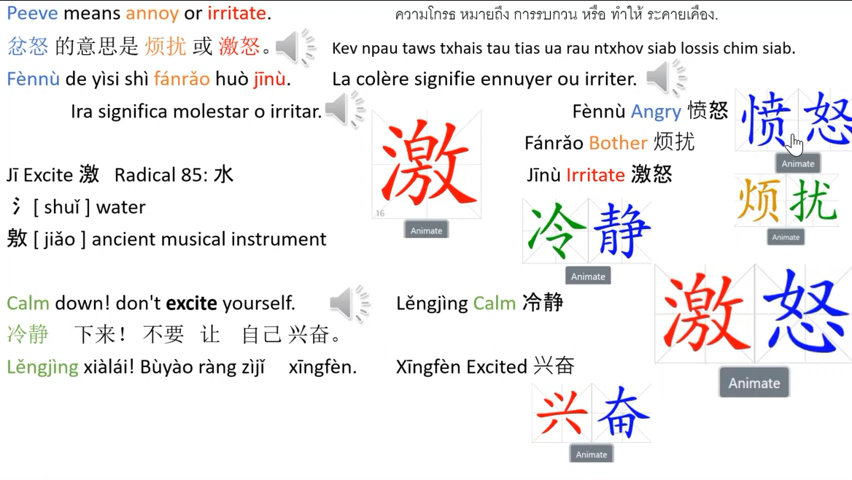 Peeve means annoy or irritate.
ความโกรธ หมายถึง การรบกวน หรือ ทำให้ ระคายเคือง.
忿怒 的意思是 烦扰 或 激怒。
Kev npau taws txhais tau tias ua rau ntxhov siab lossis chim siab.
Fènnù de yìsi shì fánrǎo huò jīnù.
La colère signifie ennuyer ou irriter.
Ira significa molestar o irritar.
Fènnù Angry 愤怒
愤怒
Animate
Fánrǎo Bother 烦扰
激
16
Animate
Jī Excite 激 Radical 85: 水
Jīnù Irritate 激怒
烦扰
Animate
氵 [ shuǐ ] water
敫 [ jiǎo ] ancient musical instrument
冷静
Animate
激怒
Animate
Calm down! don't excite yourself.
Lěngjìng Calm 冷静
冷静 下来！ 不要 让 自己 兴奋。
Lěngjìng xiàlái! Bùyào ràng zìjǐ xīngfèn.
Xīngfèn Excited 兴奋
兴奋
Animate